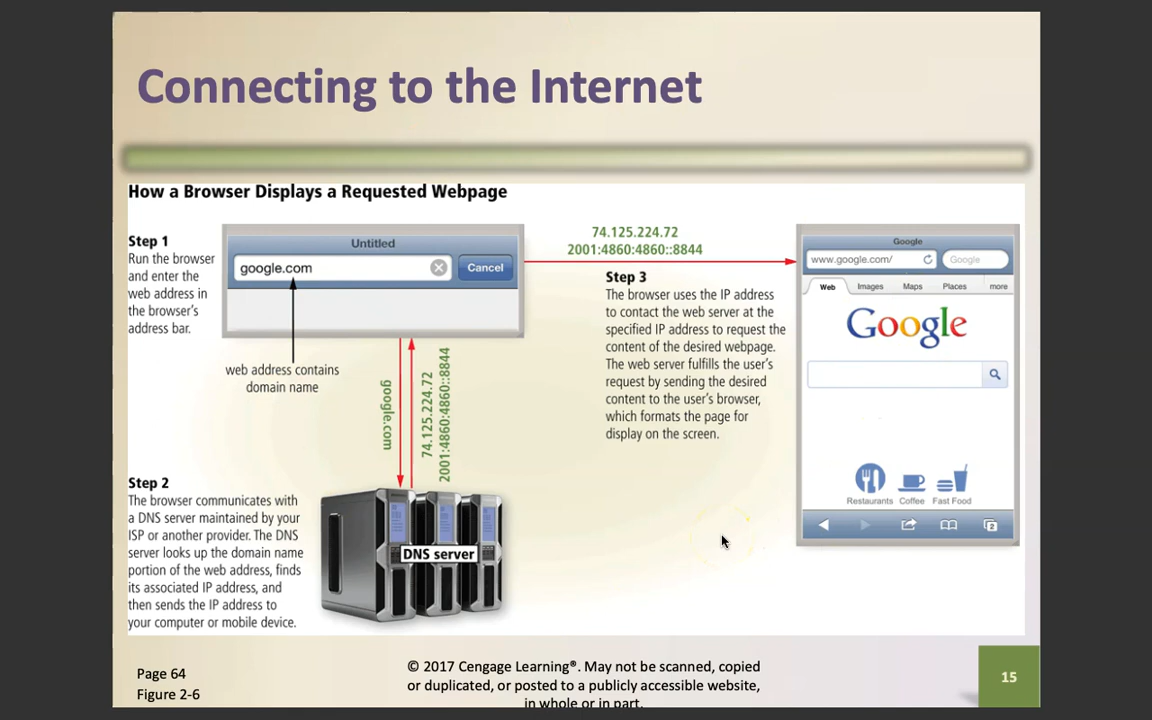 Connecting to the Internet
How a Browser Displays a Requested Webpage
Step 1
Run the browser
and enter the
web address in
the browser's
address bar.
Untitled
google.com
Cancel
web address contains
domain name
google.com
74.125.224.72
2001:4860:4860::8844
Step 2
The browser communicates with
a DNS server maintained by your
ISP or another provider. The DNS
server looks up the domain name
portion of the web address, finds
its associated IP address, and
then sends the IP address to
your computer or mobile device.
DNS server
74.125.224.72
2001:4860:4860::8844
Step 3
The browser uses the IP address
to contact the web server at the
specified IP address to request the
content of the desired webpage.
The web server fulfills the user's
request by sending the desired
content to the user's browser,
which formats the page for
display on the screen.
Google
www.google.com/
Google
Web Images Maps Places more
Google
Restaurants Coffee Fast Food
2
Page 64
Figure 2-6
© 2017 Cengage Learning®. May not be scanned, copied
or duplicated, or posted to a publicly accessible website,
in whole or in part.
15